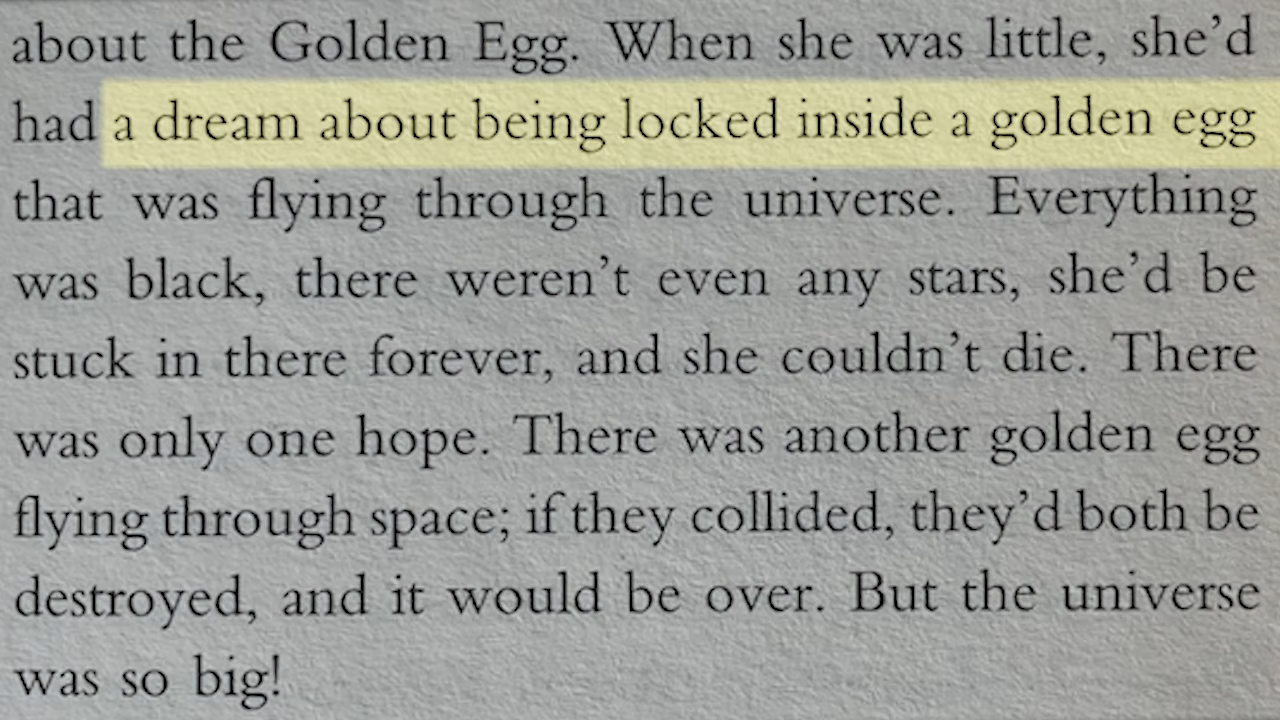 about the Golden Egg. When she was little, she’d
had a dream about being locked inside a golden egg
that was flying through the universe. Everything
was black, there weren’t even any stars, she’d be
stuck in there forever, and she couldn’t die. There
was only one hope. There was another golden egg
flying through space; if they collided, they’d both be
destroyed, and it would be over. But the universe
was so big!